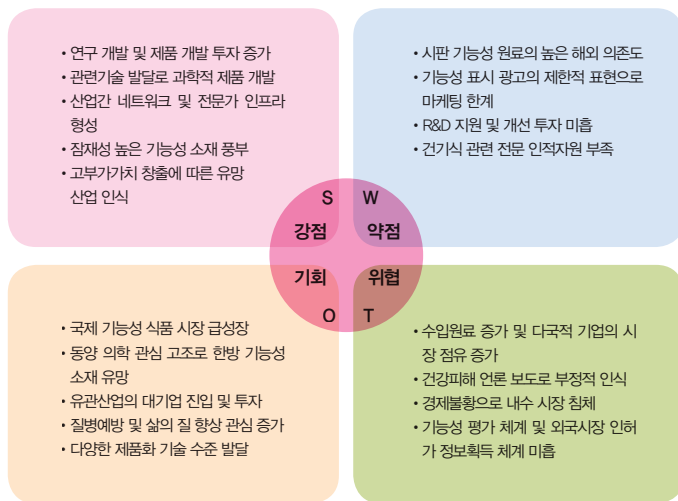 • 연구 개발 및 제품 개발 투자 증가
• 관련기술 발달로 과학적 제품 개발
• 산업간 네트워크 및 전문가 인프라
형성
• 잠재성 높은 기능성 소재 풍부
• 고부가가치 창출에 따른 유망
산업 인식
• 시판 기능성 원료의 높은 해외 의존도
• 기능성 표시 광고의 제한적 표현으로
마케팅 한계
• R&D 지원 및 개선 투자 미흡
• 건기식 관련 전문 인적자원 부족
S W
강점 약점
기회 위협
O T
• 국제 기능성 식품 시장 급성장
• 동양 의학 관심 고조로 한방 기능성
소재 유망
• 유관산업의 대기업 진입 및 투자
• 질병예방 및 삶의 질 향상 관심 증가
• 다양한 제품화 기술 수준 발달
• 수입원료 증가 및 다국적 기업의 시
장 점유 증가
• 건강피해 언론 보도로 부정적 인식
• 경제불황으로 내수 시장 침체
• 기능성 평가 체계 및 외국시장 인허
가 정보획득 체계 미흡